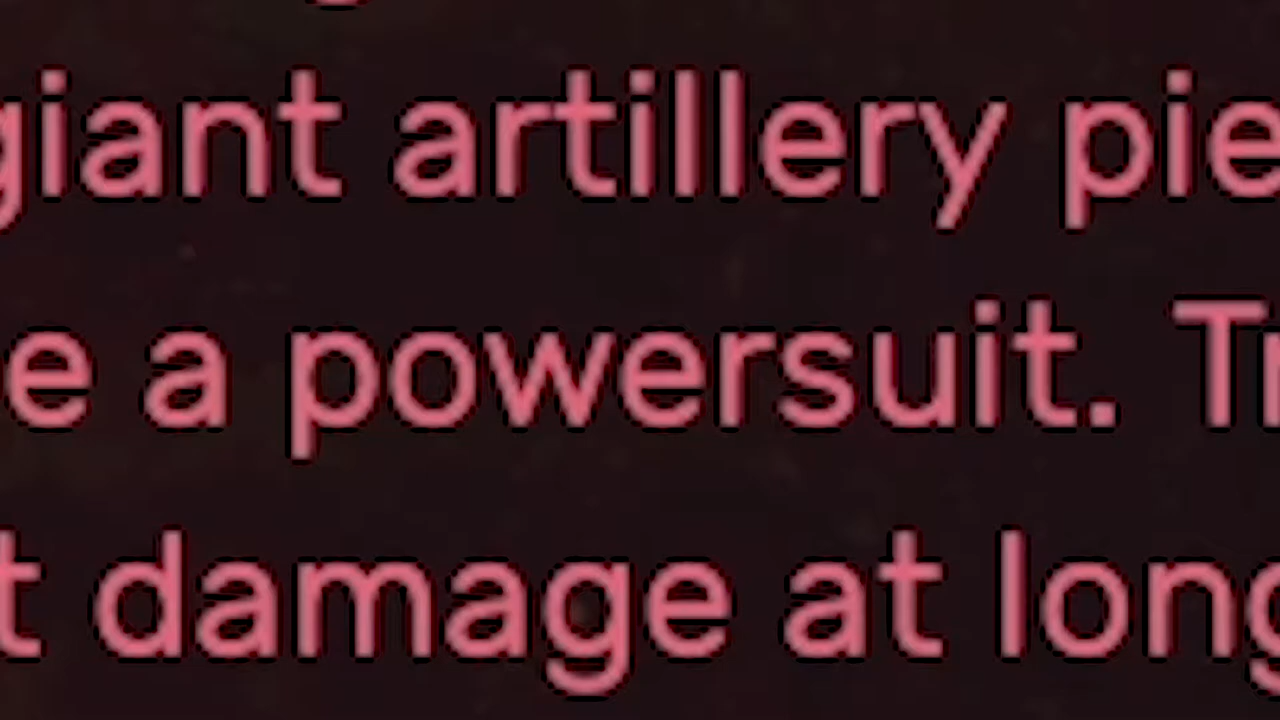 giant artillery pie
e a powersuit. Tr
t damage at long